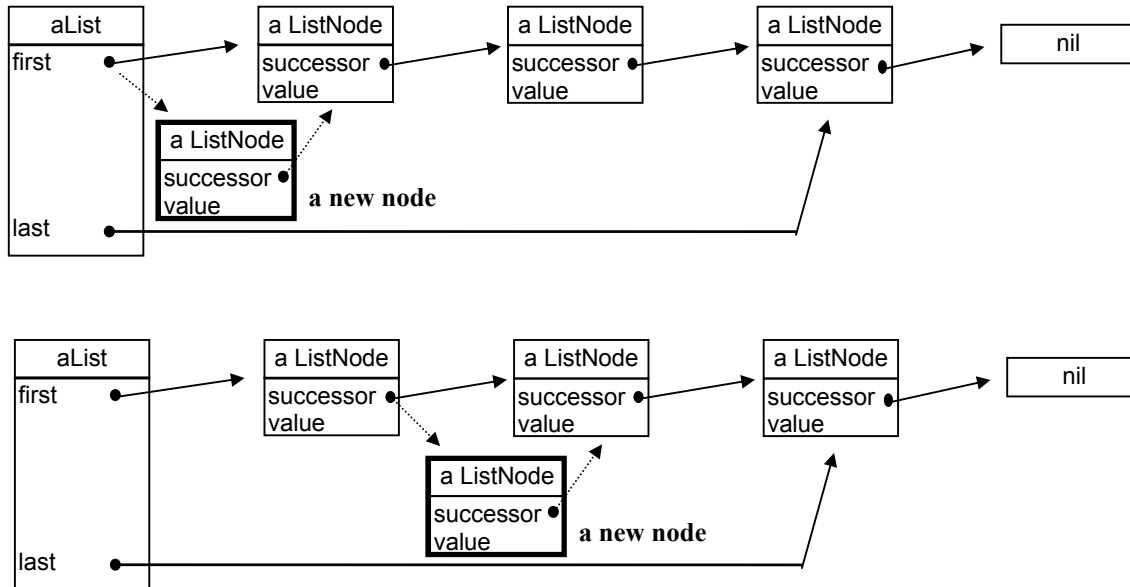 aList
first
last
a ListNode
successor
value
a ListNode
successor
value
a ListNode
successor
value
nil
a ListNode
successor
value
a new node
aList
first
last
a ListNode
successor
value
a ListNode
successor
value
a ListNode
successor
value
nil
a ListNode
successor
value
a new node